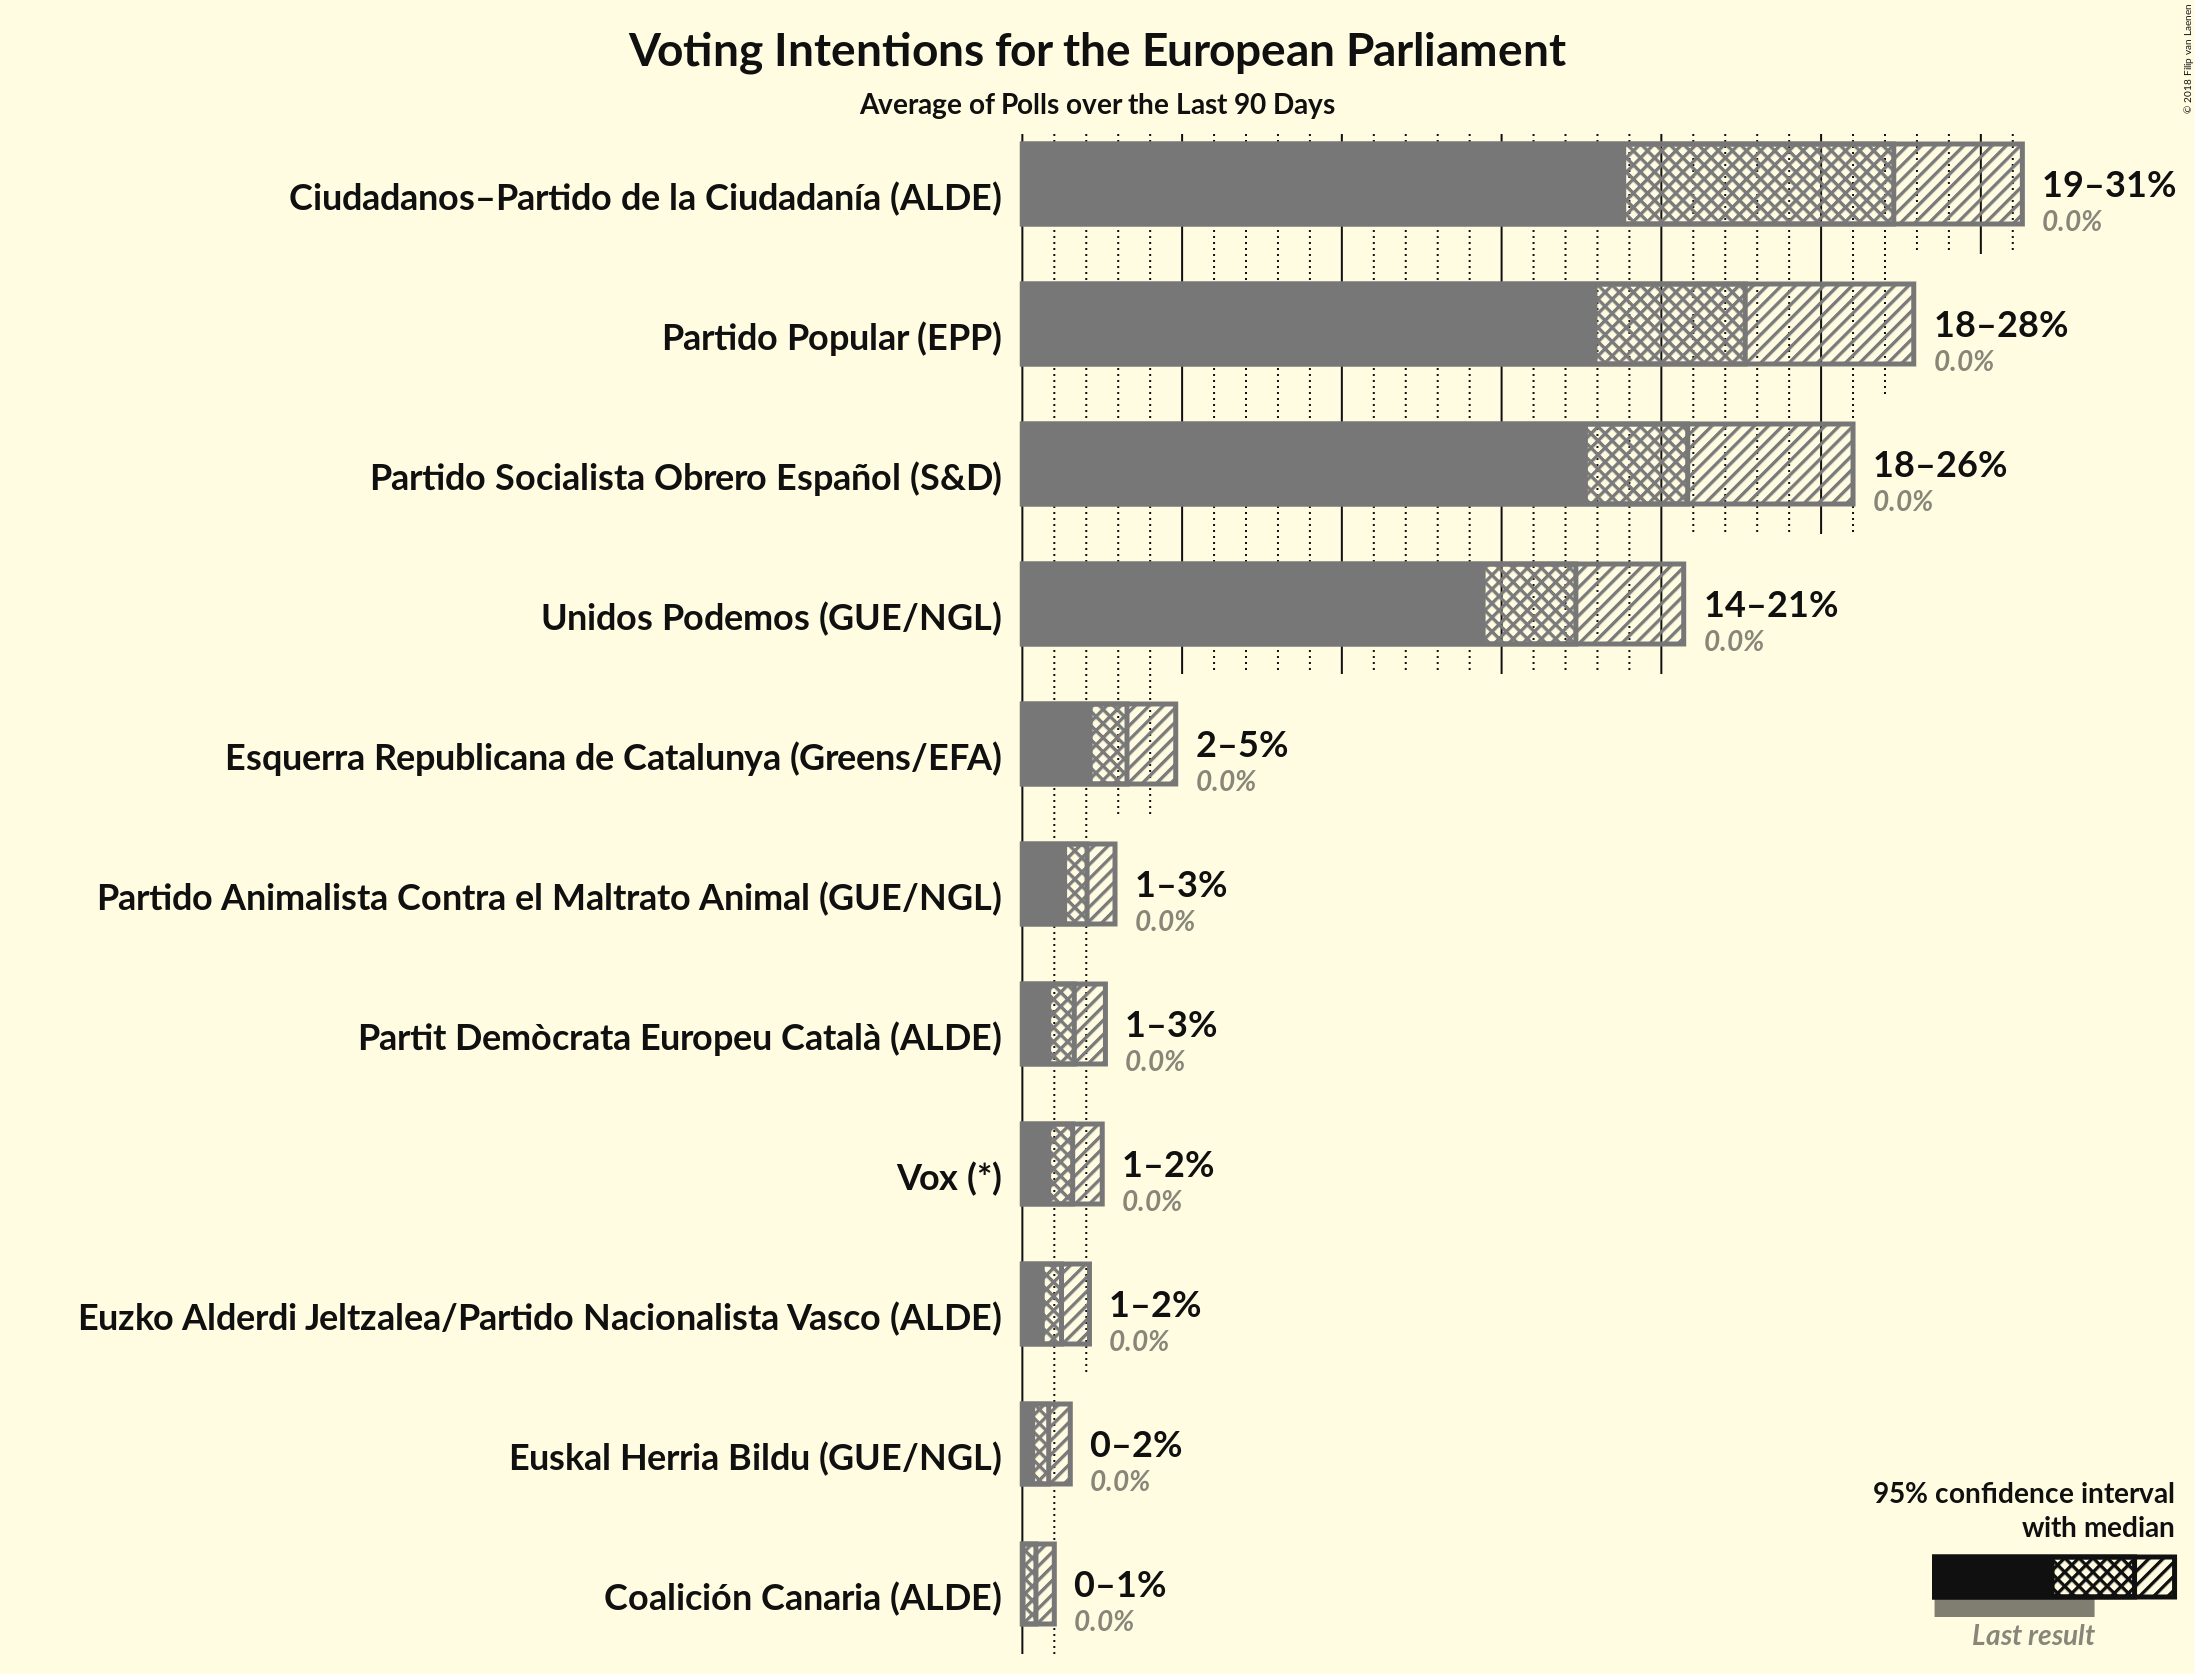 Voting Intentions for the European Parliament
Average of Polls over the Last 90 Days
© 2018 Filip van Laenen
Ciudadanos–Partido de la Ciudadanía (ALDE)
19–31%
0.0%
Partido Popular (EPP)
18–28%
0.0%
Partido Socialista Obrero Español (S&D)
18–26%
0.0%
Unidos Podemos (GUE/NGL)
14–21%
0.0%
Esquerra Republicana de Catalunya (Greens/EFA)
2–5%
0.0%
Partido Animalista Contra el Maltrato Animal (GUE/NGL)
1–3%
0.0%
Partit Demòcrata Europeu Català (ALDE)
1–3%
0.0%
Vox (*)
1–2%
0.0%
Euzko Alderdi Jeltzalea/Partido Nacionalista Vasco (ALDE)
1–2%
0.0%
Euskal Herria Bildu (GUE/NGL)
0–2%
0.0%
Coalición Canaria (ALDE)
0–1%
0.0%
95% confidence interval
with median
Last result